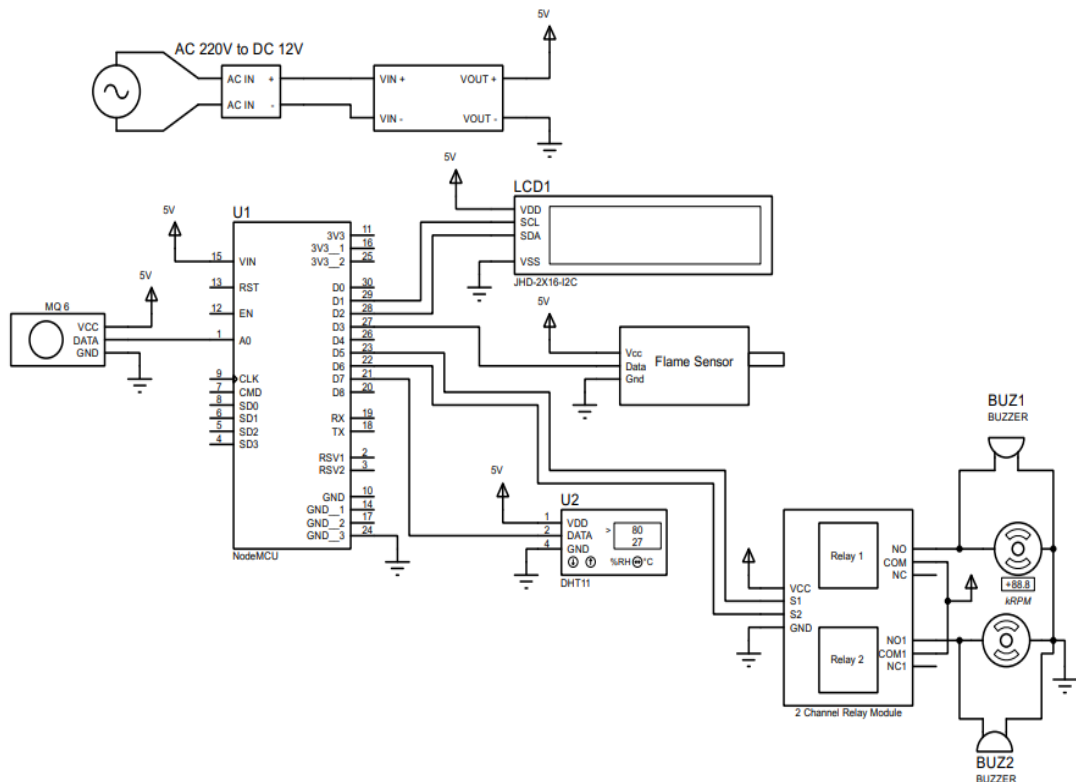 AC 220V to DC 12V
AC IN +
AC IN -
VIN +
VIN -
VOUT +
VOUT -
5V
5V
LCD1
VDD
SCL
SDA
VSS
JHD-2X16-I2C
U1
5V
15 VIN
13 RST
12 EN
1 A0
9 CLK
7 CMD
8 SD0
6 SD1
5 SD2
4 SD3
3V3 11
3V3__1 16
3V3__2 25
D0 30
D1 29
D2 28
D3 27
D4 26
D5 23
D6 22
D7 21
D8 20
RX 19
TX 18
RSV1 2
RSV2 3
GND 10
GND__1 14
GND__2 17
GND__3 24
NodeMCU
5V
MQ 6
VCC
DATA
GND
5V
Vcc
Data
Gnd
Flame Sensor
5V
U2
1 VDD
2 DATA
4 GND
> 80
27
%RH °C
DHT11
VCC
S1
S2
GND
Relay 1
Relay 2
NO
COM
NC
NO1
COM1
NC1
2 Channel Relay Module
BUZ1
BUZZER
+88.8
kRPM
BUZ2
BUZZER